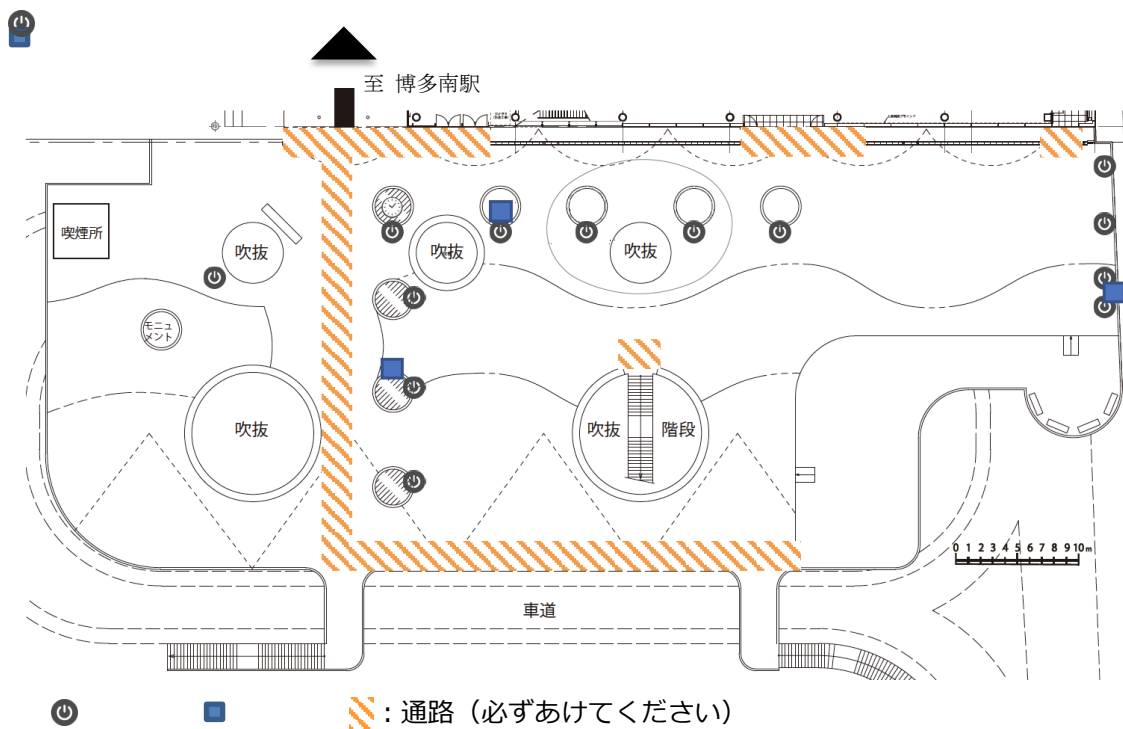 至 博多南駅
喫煙所
吹抜
吹抜
吹抜
モニュ
メント
吹抜
吹抜
階段
0 1 2 3 4 5 6 7 8 9 10m
車道
：通路（必ずあけてください）